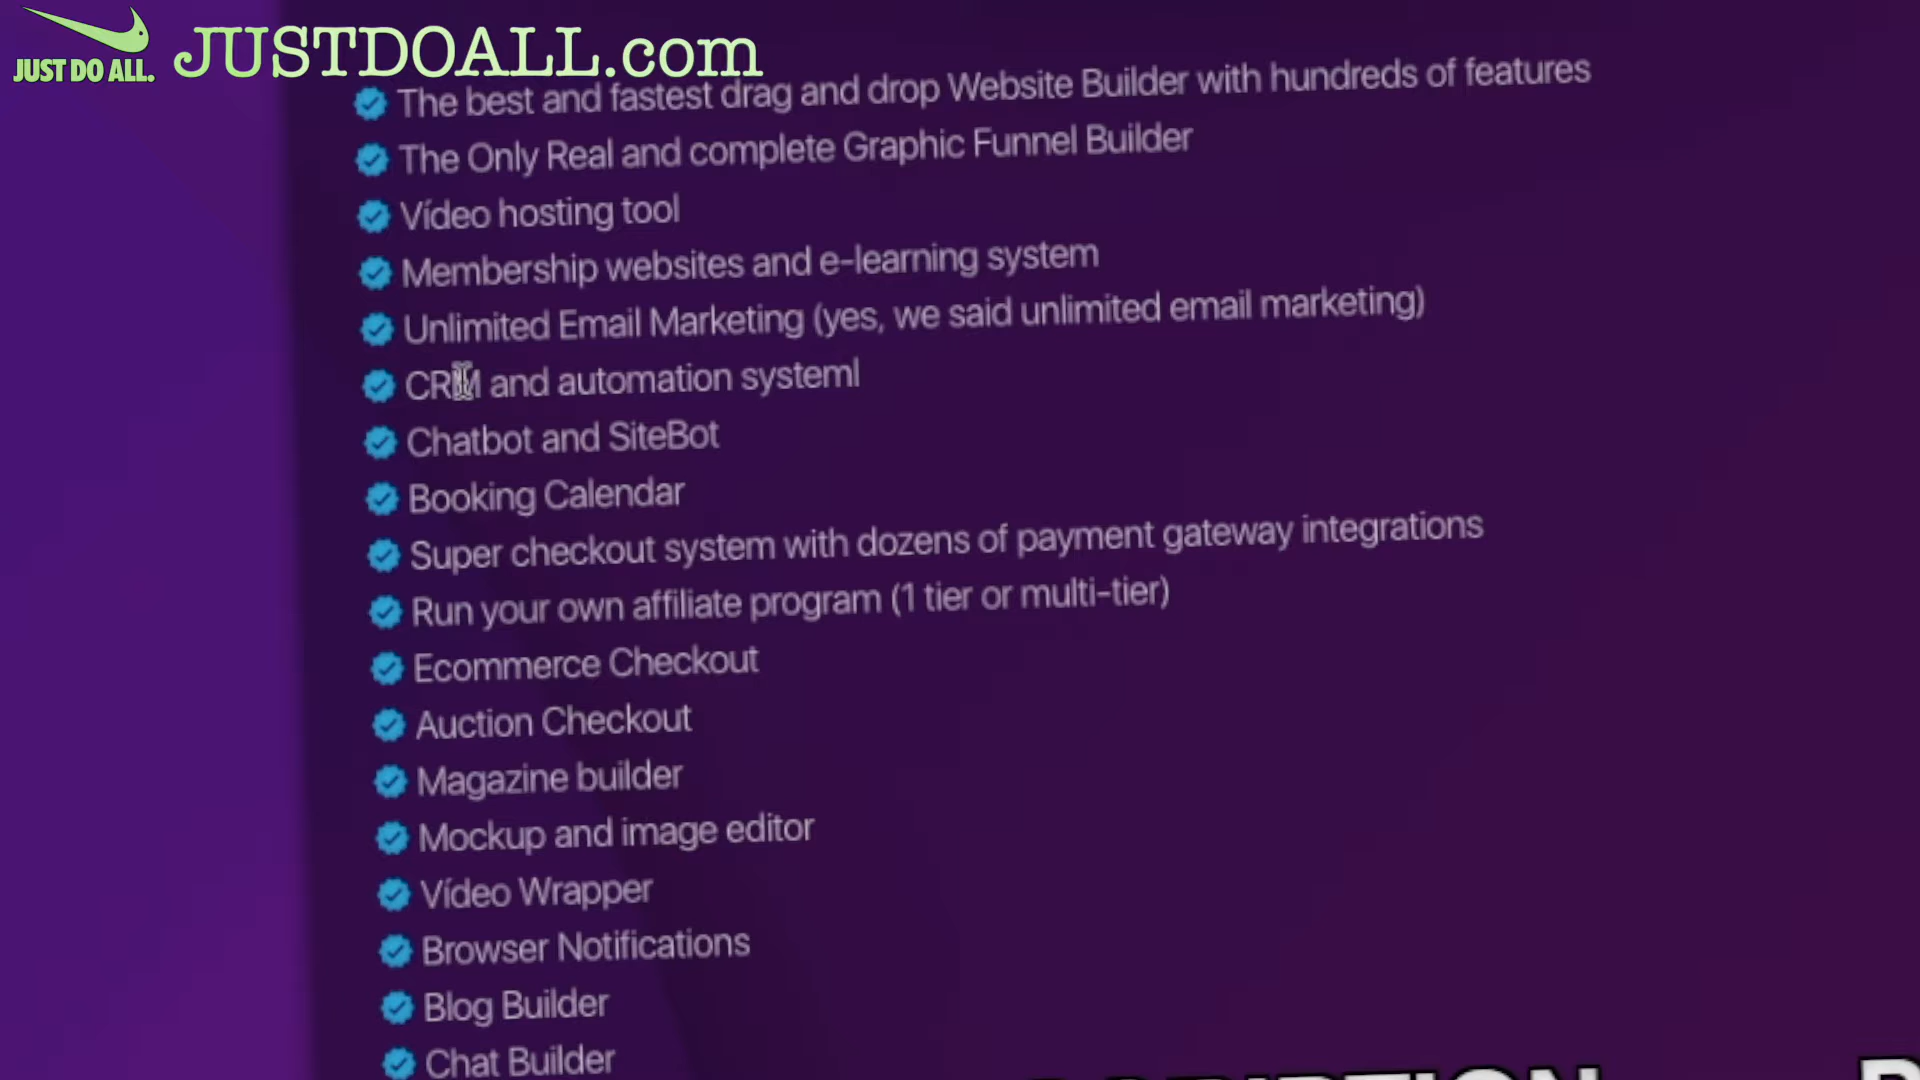 JUST DO ALL.
JUSTDOALL.com
The best and fastest drag and drop Website Builder with hundreds of features
The Only Real and complete Graphic Funnel Builder
Vídeo hosting tool
Membership websites and e-learning system
Unlimited Email Marketing (yes, we said unlimited email marketing)
CRM and automation systeml
Chatbot and SiteBot
Booking Calendar
Super checkout system with dozens of payment gateway integrations
Run your own affiliate program (1 tier or multi-tier)
Ecommerce Checkout
Auction Checkout
Magazine builder
Mockup and image editor
Vídeo Wrapper
Browser Notifications
Blog Builder
Chat Builder